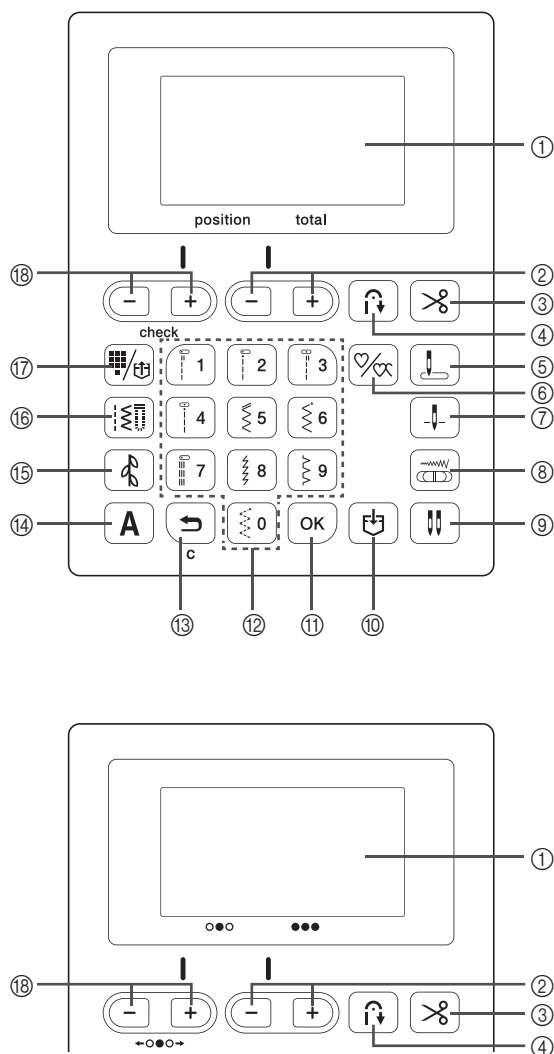 ①
position total
⑱ − + − + ②
③
④
check
⑰ 1 2 3 ⑤
⑥
⑯ 4 5 6 ⑦
⑮ 7 8 9 ⑧
⑭ A 0 OK ⑨
c
⑬ ⑫ ⑪ ⑩
①
⑱ − + − + ②
③
④